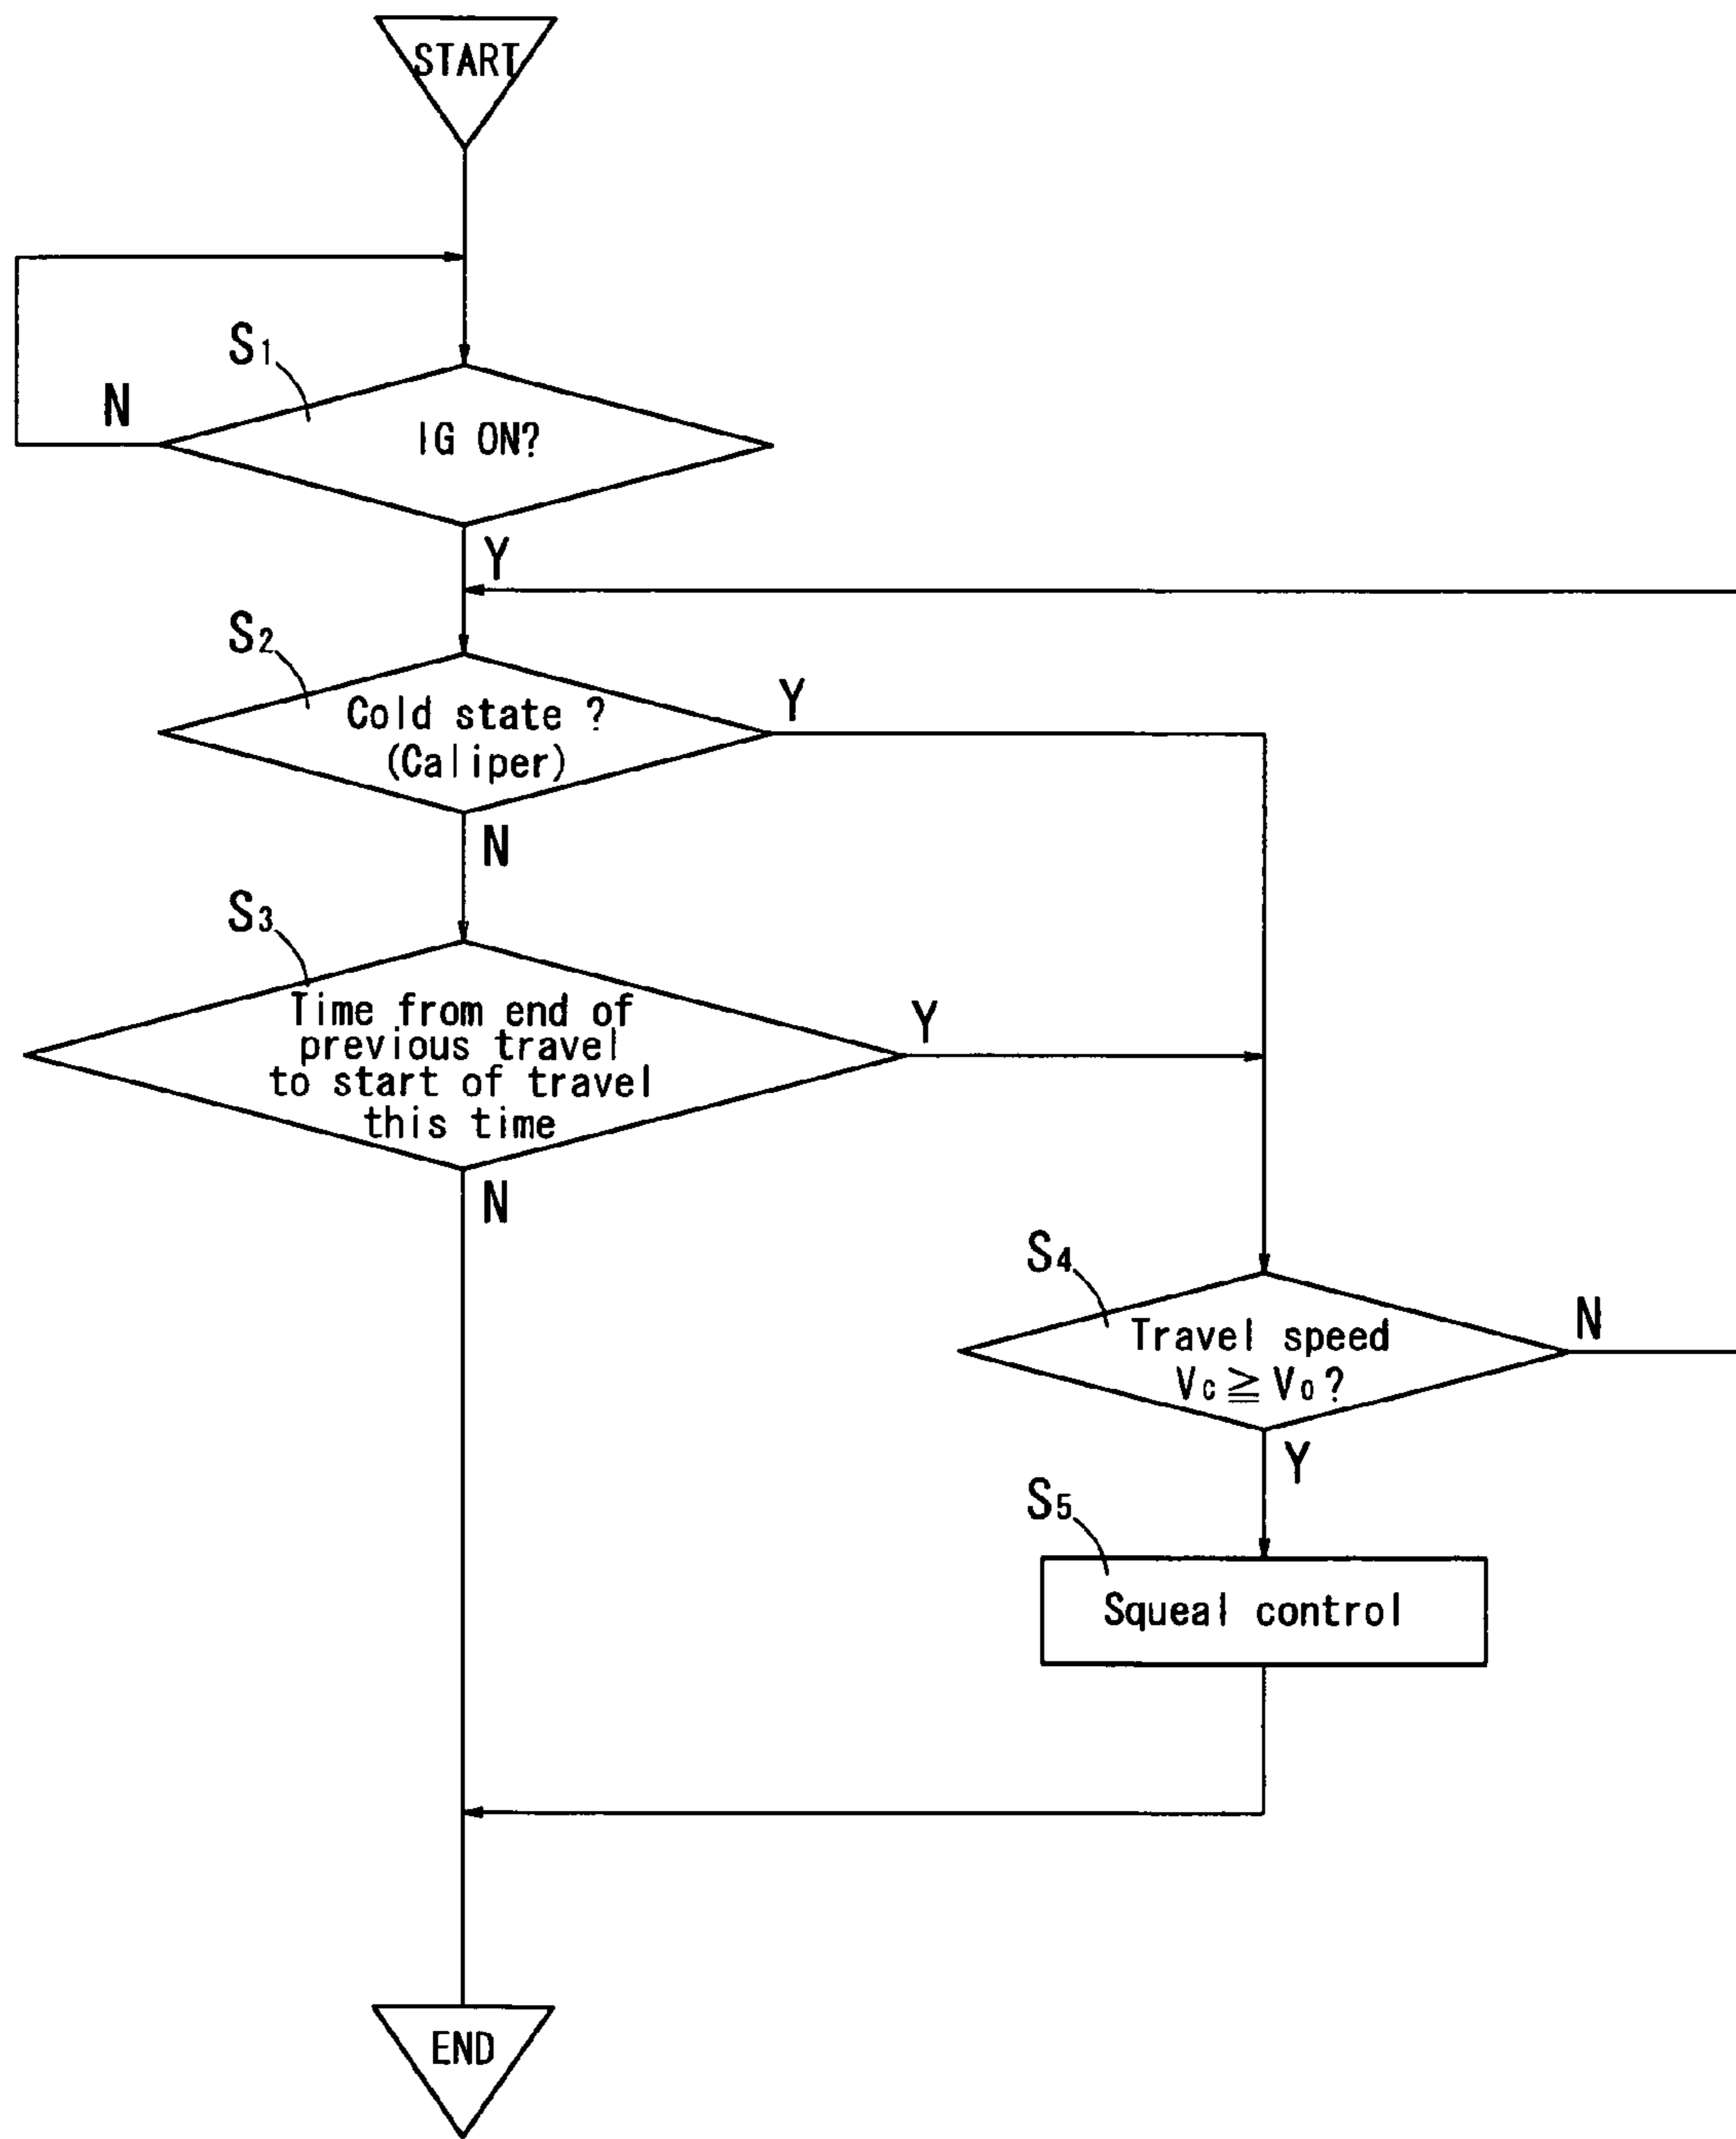 START
S1
N
IG ON?
Y
S2
Cold state ?
(Caliper)
Y
N
S3
Time from end of
previous travel
to start of travel
this time
Y
N
S4
Travel speed
Vc ≧ Vo ?
N
Y
S5
Squeal control
END